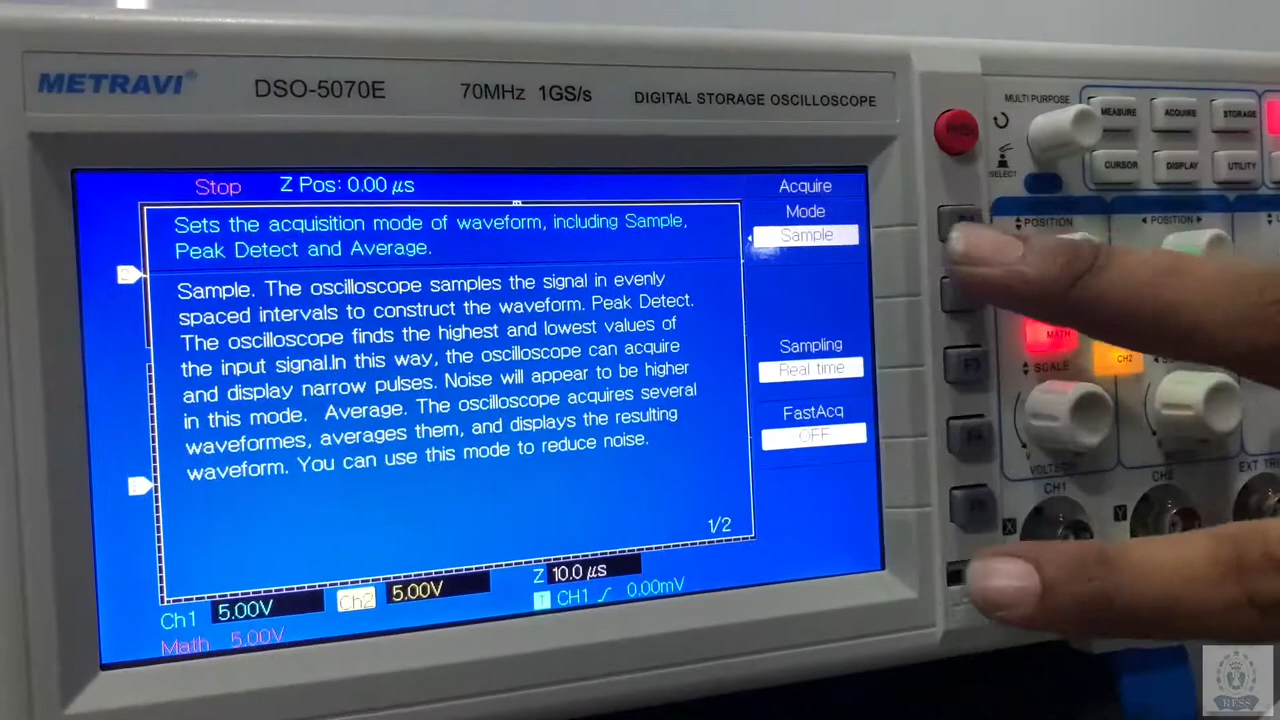 METRAVI®
DSO-5070E
70MHz 1GS/s
DIGITAL STORAGE OSCILLOSCOPE
MULTI PURPOSE
SELECT
MEASURE
ACQUIRE
STORAGE
CURSOR
DISPLAY
UTILITY
Stop
Z Pos: 0.00 μs
Acquire
Mode
Sample
Sets the acquisition mode of waveform, including Sample,
Peak Detect and Average.
Sample. The oscilloscope samples the signal in evenly
spaced intervals to construct the waveform. Peak Detect.
The oscilloscope finds the highest and lowest values of
the input signal.In this way, the oscilloscope can acquire
and display narrow pulses. Noise will appear to be higher
in this mode. Average. The oscilloscope acquires several
waveformes, averages them, and displays the resulting
waveform. You can use this mode to reduce noise.
1/2
Sampling
Real time
FastAcq
OFF
Ch1 5.00V
Ch2 5.00V
Z 10.0 μs
1 CH1 0.00mV
Math 5.00V
POSITION
POSITION
MATH
CH2
SCALE
F3
F4
F5
CH1
CH2
X
Y
RESS